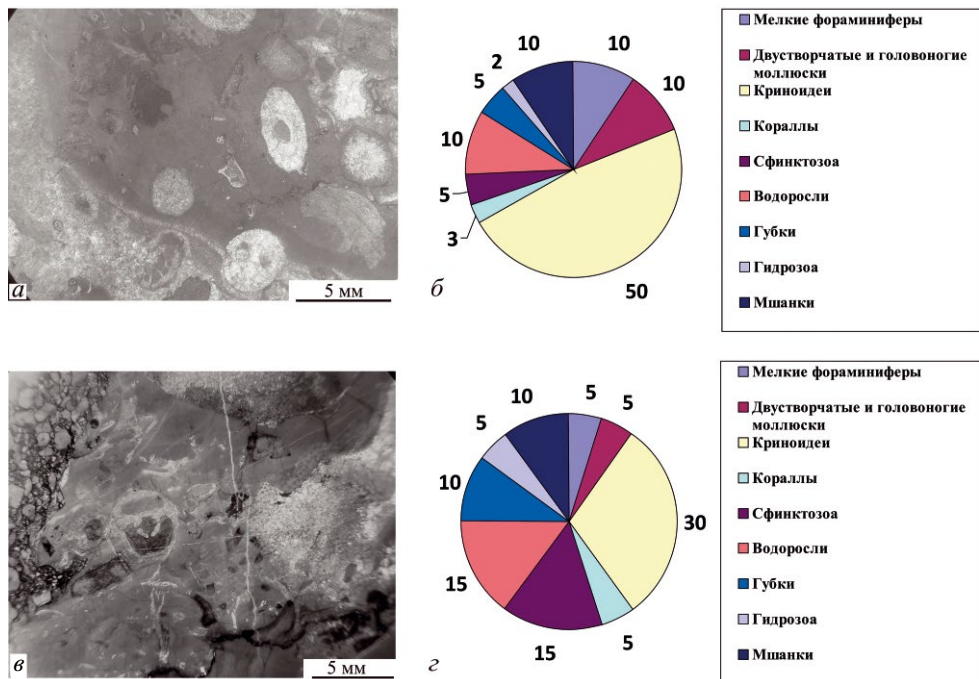 а
5 мм
б
10
10
50
3
5
10
5
2
10
Мелкие фораминиферы
Двустворчатые и головоногие
моллюски
Криноидеи
Кораллы
Сфинктозоа
Водоросли
Губки
Гидрозоа
Мшанки
в
5 мм
г
5
5
30
5
15
15
10
5
10
Мелкие фораминиферы
Двустворчатые и головоногие
моллюски
Криноидеи
Кораллы
Сфинктозоа
Водоросли
Губки
Гидрозоа
Мшанки